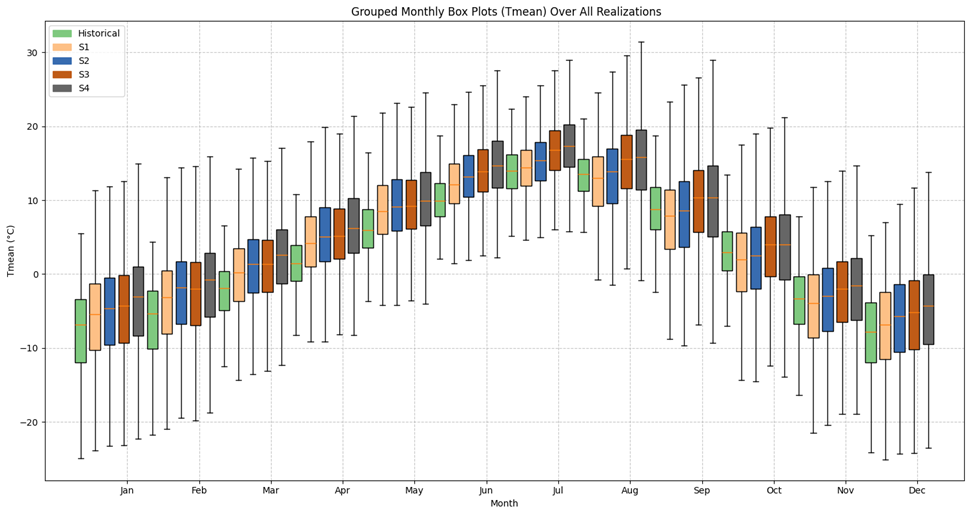 Grouped Monthly Box Plots (Tmean) Over All Realizations
Historical
S1
S2
S3
S4
30
20
10
0
−10
−20
Tmean (°C)
Jan Feb Mar Apr May Jun Jul Aug Sep Oct Nov Dec
Month